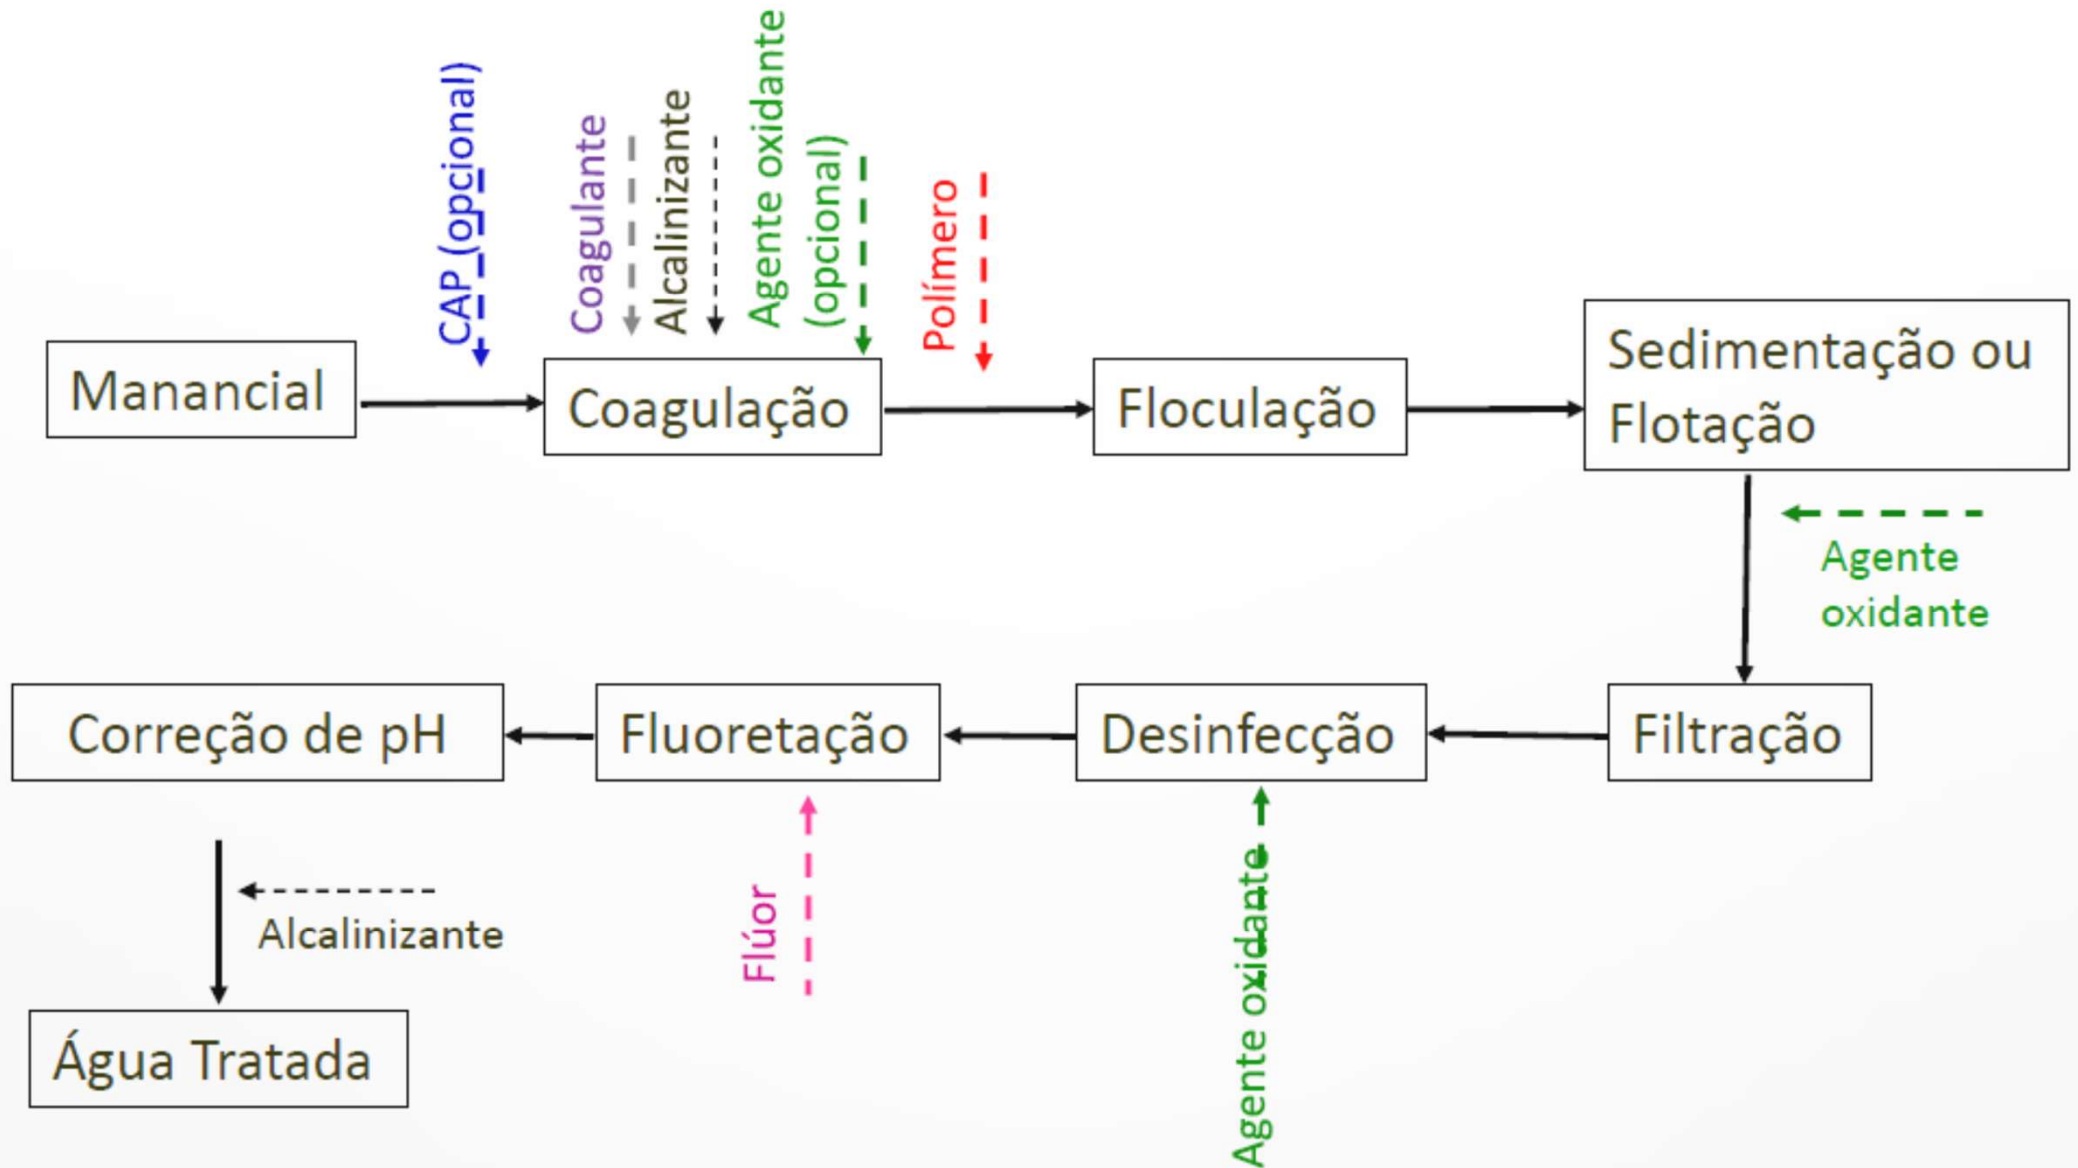 CAP (opcional)
Coagulante
Alcalinizante
Agente oxidante
(opcional)
Polímero
Manancial
Coagulação
Floculação
Sedimentação ou
Flotação
Agente
oxidante
Correção de pH
Fluoretação
Desinfecção
Filtração
Alcalinizante
Flúor
Agente oxidante
Água Tratada